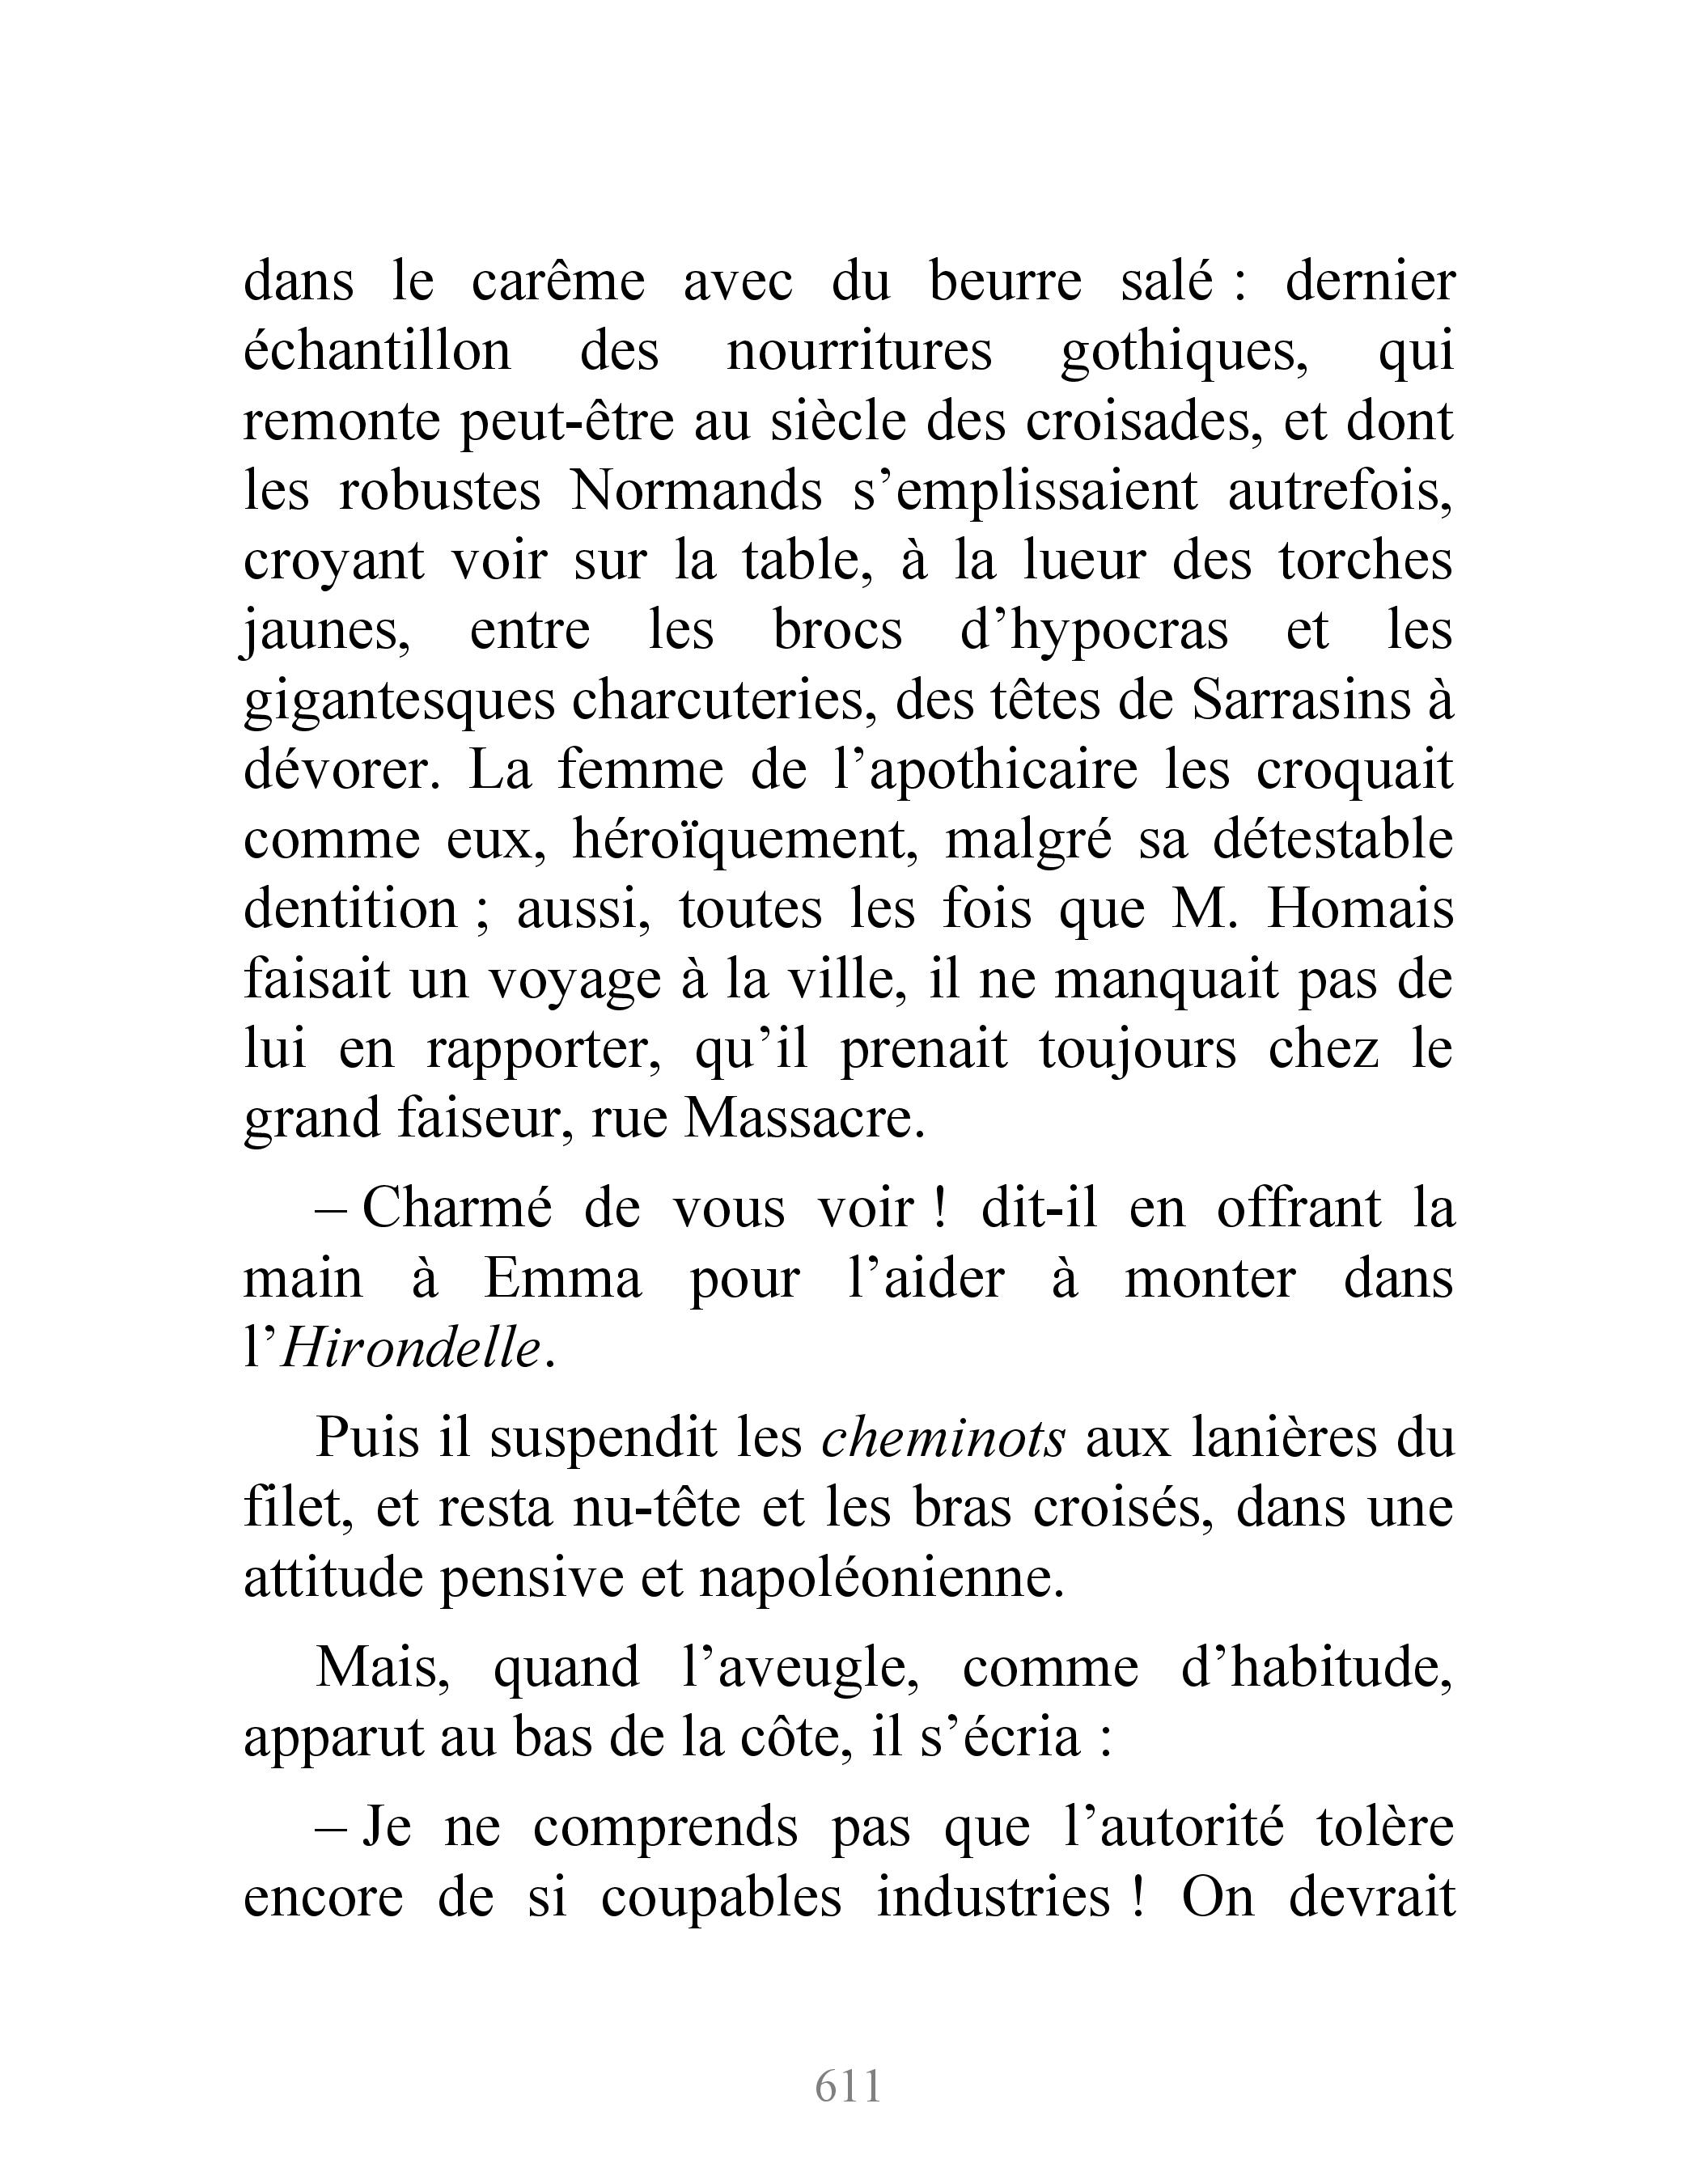 dans le carême avec du beurre salé : dernier
échantillon des nourritures gothiques, qui
remonte peut-être au siècle des croisades, et dont
les robustes Normands s’emplissaient autrefois,
croyant voir sur la table, à la lueur des torches
jaunes, entre les brocs d’hypocras et les
gigantesques charcuteries, des têtes de Sarrasins à
dévorer. La femme de l’apothicaire les croquait
comme eux, héroïquement, malgré sa détestable
dentition ; aussi, toutes les fois que M. Homais
faisait un voyage à la ville, il ne manquait pas de
lui en rapporter, qu’il prenait toujours chez le
grand faiseur, rue Massacre.
– Charmé de vous voir ! dit-il en offrant la
main à Emma pour l’aider à monter dans
l’Hirondelle.
Puis il suspendit les cheminots aux lanières du
filet, et resta nu-tête et les bras croisés, dans une
attitude pensive et napoléonienne.
Mais, quand l’aveugle, comme d’habitude,
apparut au bas de la côte, il s’écria :
– Je ne comprends pas que l’autorité tolère
encore de si coupables industries ! On devrait
611